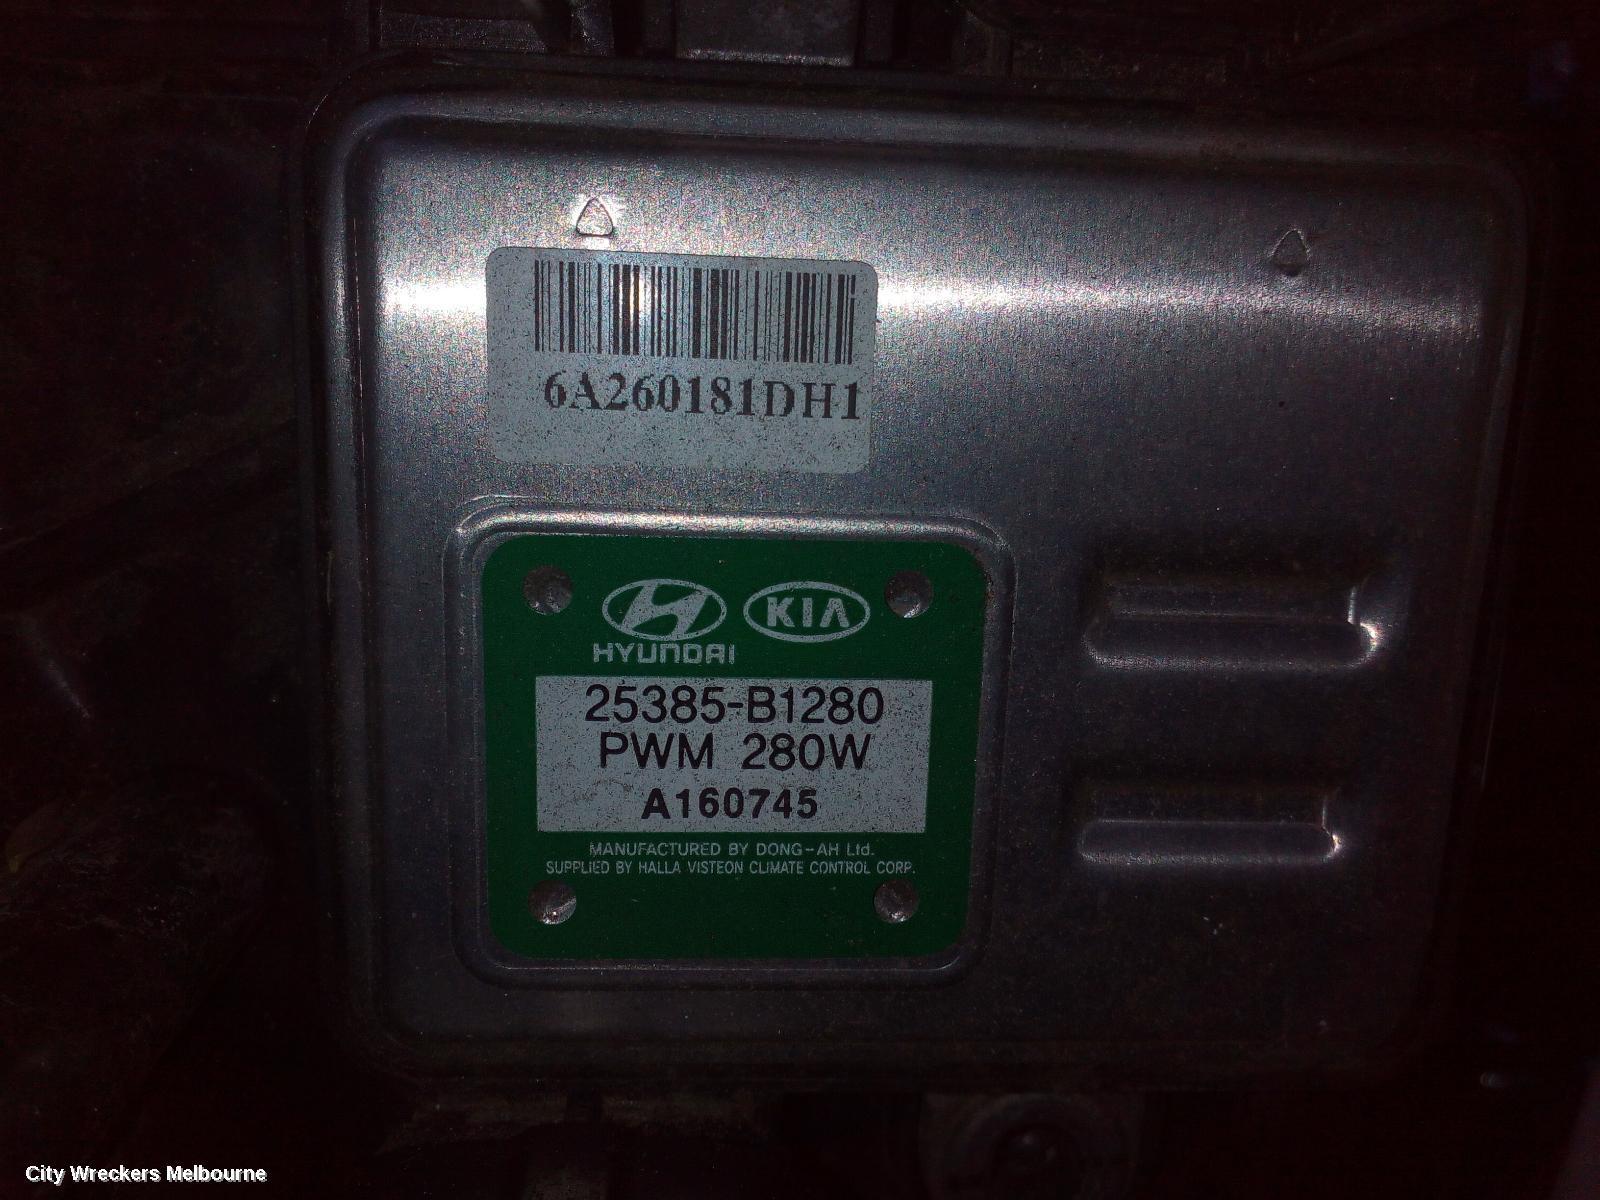 6A260181DH1
HYUNDAI
KIA
25385-B1280
PWM 280W
A160745
MANUFACTURED BY DONG-AH Ltd.
SUPPLIED BY HALLA VISTEON CLIMATE CONTROL CORP.
City Wreckers Melbourne